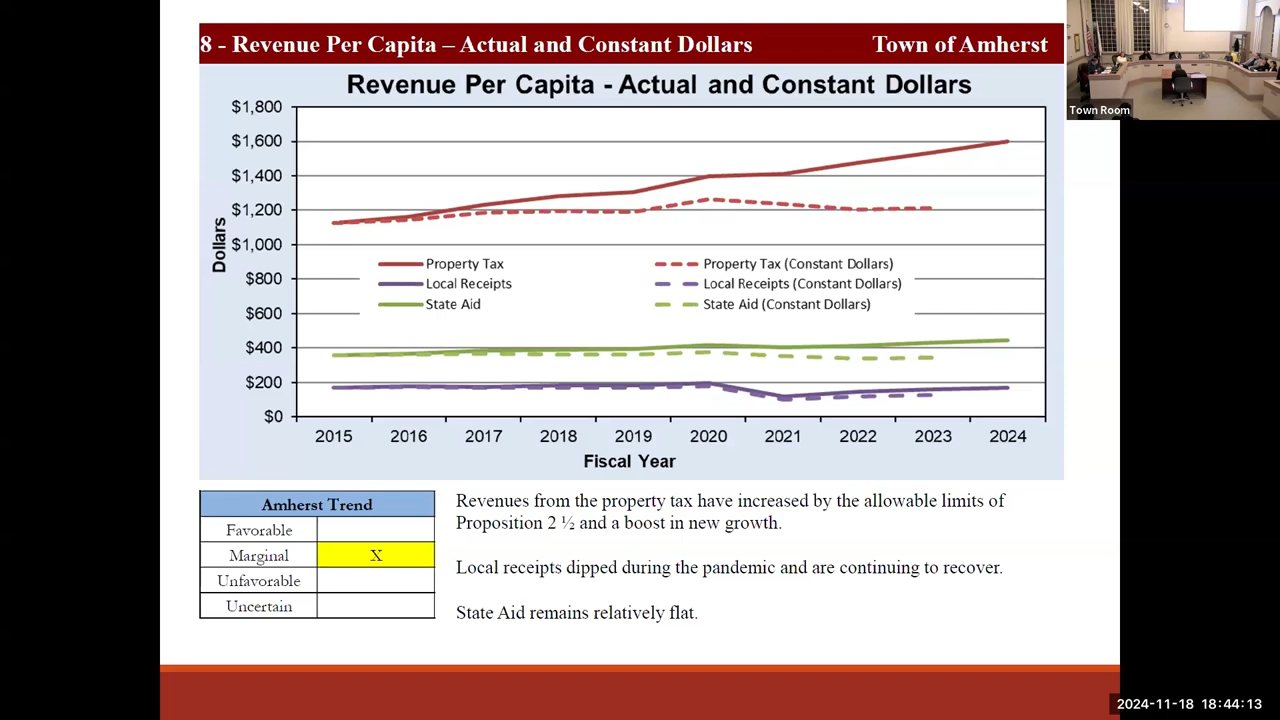 8 - Revenue Per Capita – Actual and Constant Dollars Town of Amherst
Revenue Per Capita - Actual and Constant Dollars
$1,800
$1,600
$1,400
$1,200
$1,000
$800
$600
$400
$200
$0
Dollars
Property Tax Property Tax (Constant Dollars)
Local Receipts Local Receipts (Constant Dollars)
State Aid State Aid (Constant Dollars)
2015 2016 2017 2018 2019 2020 2021 2022 2023 2024
Fiscal Year
Amherst Trend
Favorable
Marginal X
Unfavorable
Uncertain
Revenues from the property tax have increased by the allowable limits of
Proposition 2 ½ and a boost in new growth.
Local receipts dipped during the pandemic and are continuing to recover.
State Aid remains relatively flat.
Town Room
2024-11-18 18:44:13